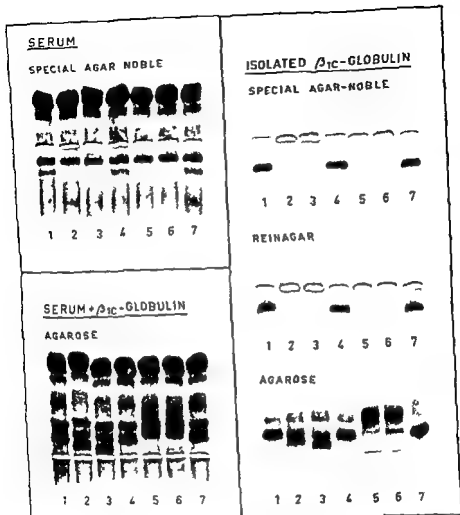 SERUM
SPECIAL AGAR NOBLE
1 2 3 4 5 6 7
SERUM+β1C-GLOBULIN
AGAROSE
1 2 3 4 5 6 7
ISOLATED β1C-GLOBULIN
SPECIAL AGAR-NOBLE
1 2 3 4 5 6 7
REINAGAR
1 2 3 4 5 6 7
AGAROSE
1 2 3 4 5 6 7